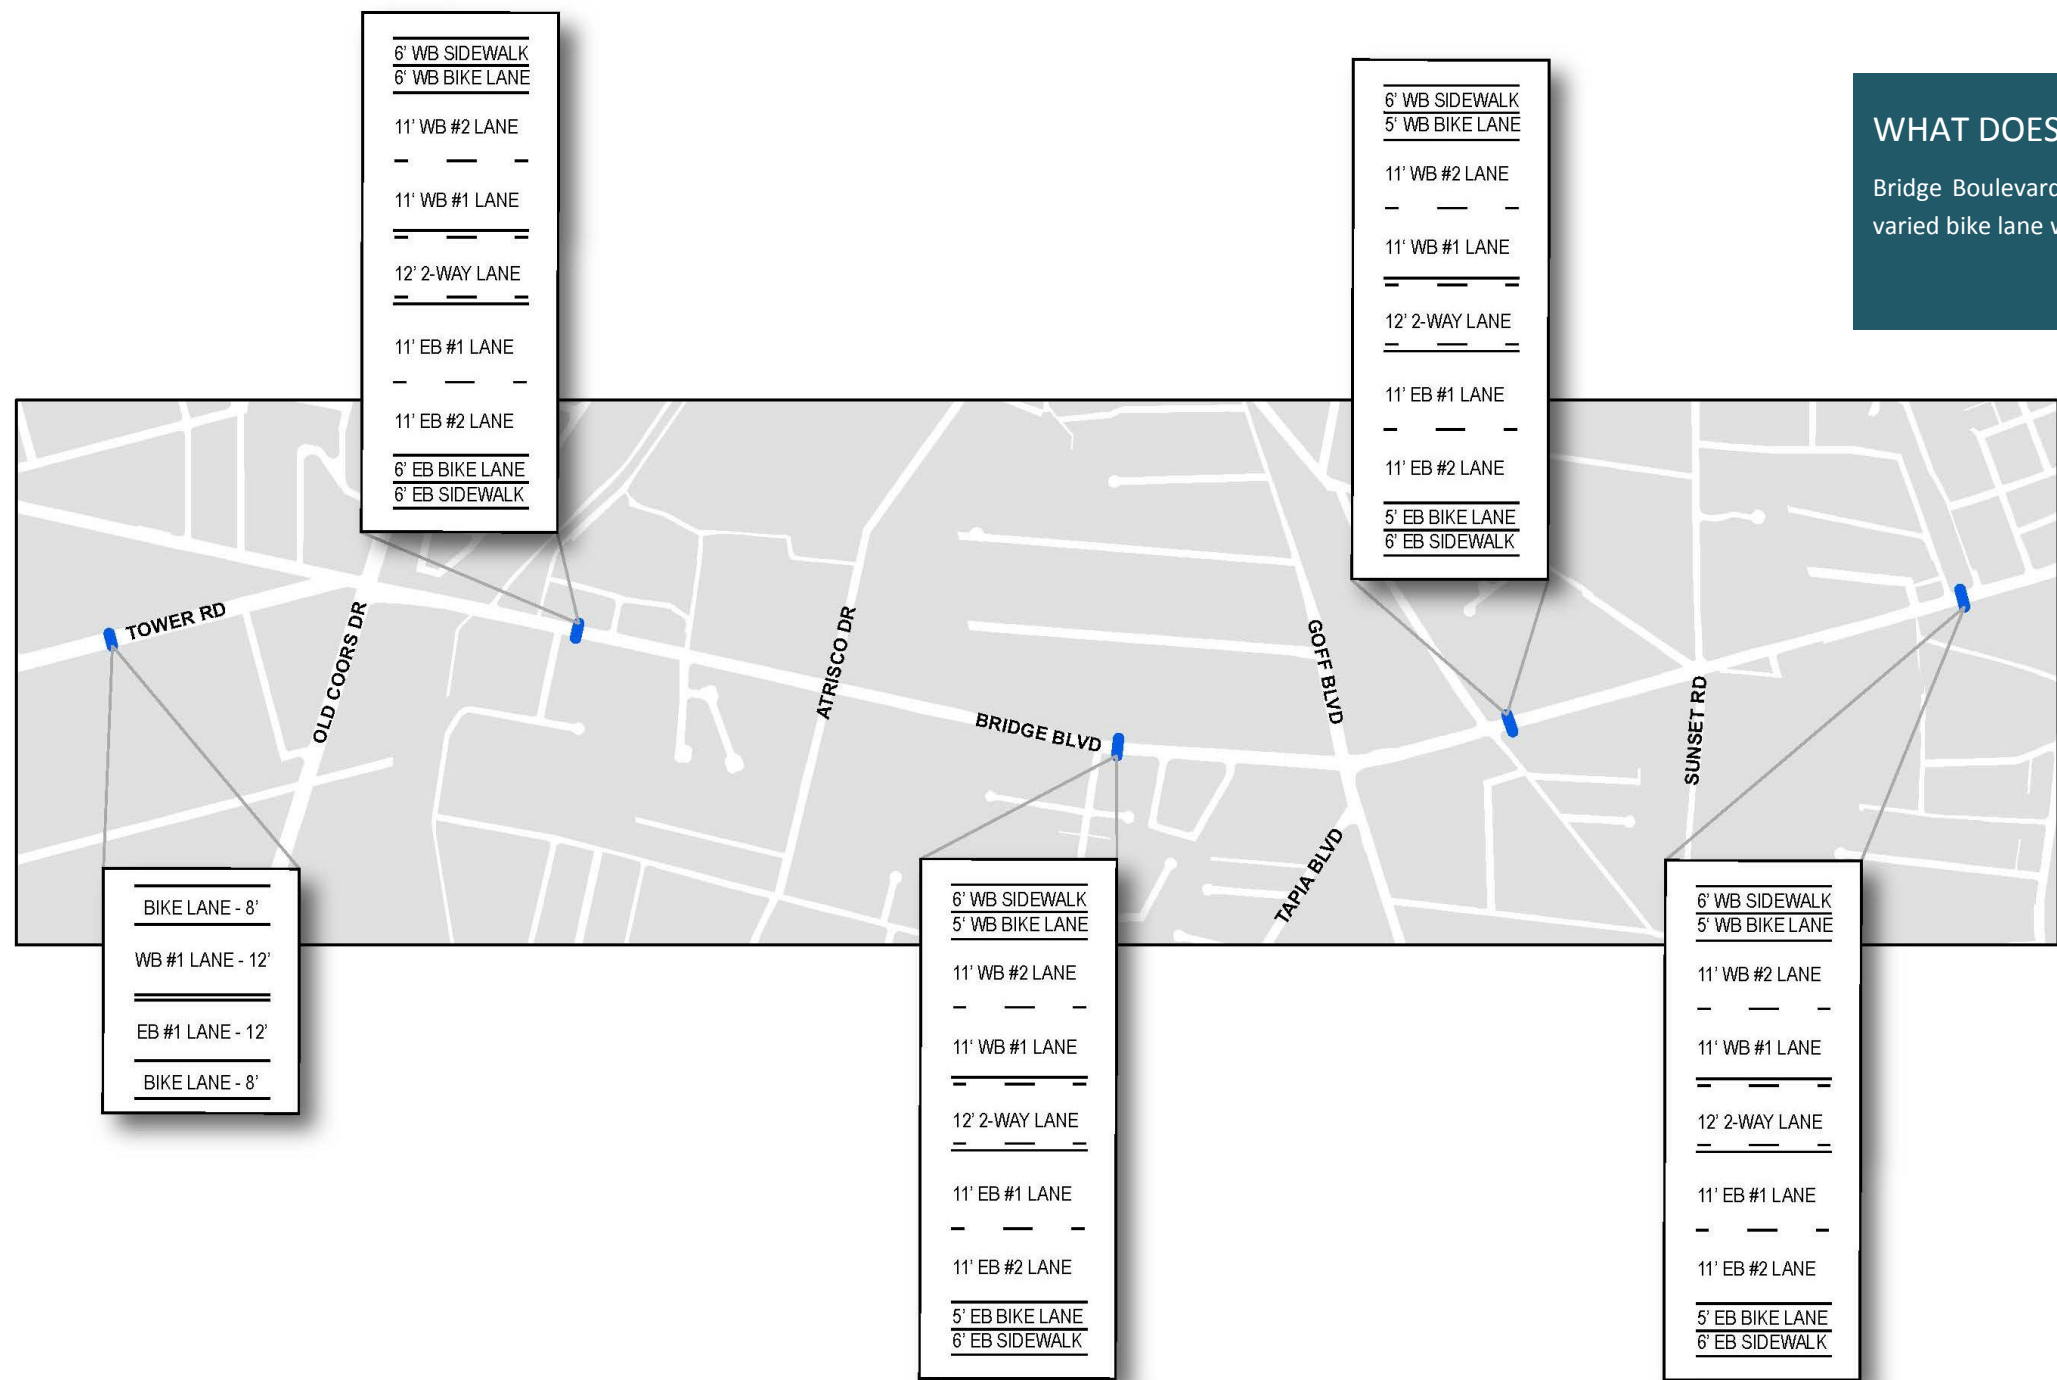 6' WB SIDEWALK
6' WB BIKE LANE
11' WB #2 LANE
11' WB #1 LANE
12' 2-WAY LANE
11' EB #1 LANE
11' EB #2 LANE
6' EB BIKE LANE
6' EB SIDEWALK
6' WB SIDEWALK
5' WB BIKE LANE
11' WB #2 LANE
11' WB #1 LANE
12' 2-WAY LANE
11' EB #1 LANE
11' EB #2 LANE
5' EB BIKE LANE
6' EB SIDEWALK
WHAT DOES
Bridge Boulevard
varied bike lane
TOWER RD
OLD COORS DR
ATRISCO DR
BRIDGE BLVD
GOFF BLVD
TAPIA BLVD
SUNSET RD
BIKE LANE - 8'
WB #1 LANE - 12'
EB #1 LANE - 12'
BIKE LANE - 8'
6' WB SIDEWALK
5' WB BIKE LANE
11' WB #2 LANE
11' WB #1 LANE
12' 2-WAY LANE
11' EB #1 LANE
11' EB #2 LANE
5' EB BIKE LANE
6' EB SIDEWALK
6' WB SIDEWALK
5' WB BIKE LANE
11' WB #2 LANE
11' WB #1 LANE
12' 2-WAY LANE
11' EB #1 LANE
11' EB #2 LANE
5' EB BIKE LANE
6' EB SIDEWALK